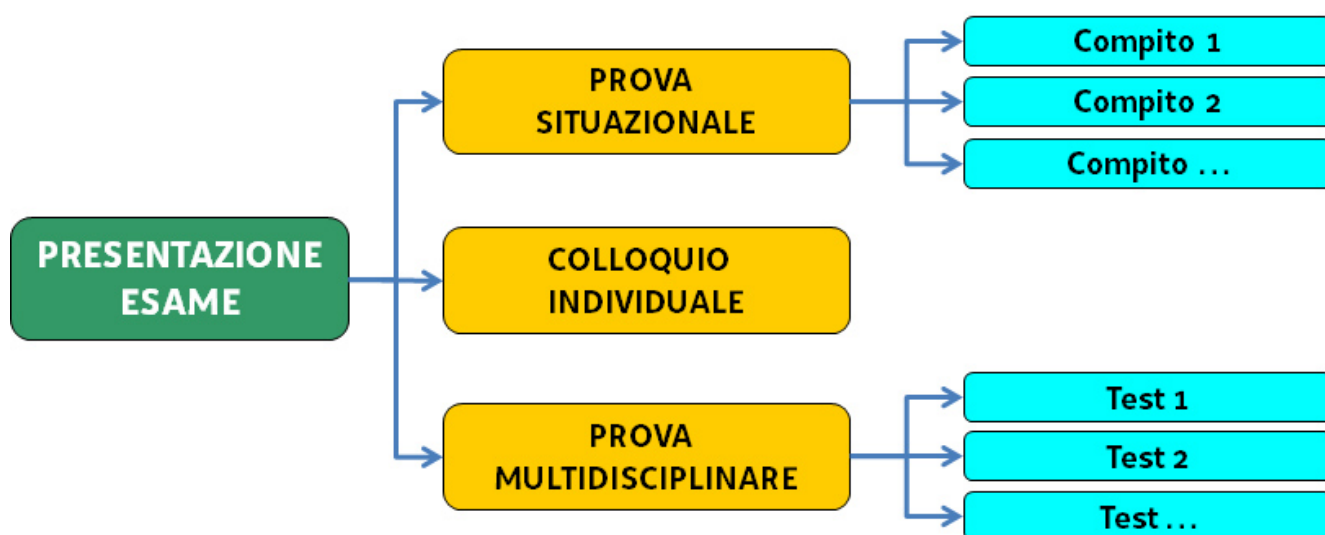 PRESENTAZIONE
ESAME
PROVA
SITUAZIONALE
Compito 1
Compito 2
Compito ...
COLLOQUIO
INDIVIDUALE
PROVA
MULTIDISCIPLINARE
Test 1
Test 2
Test ...